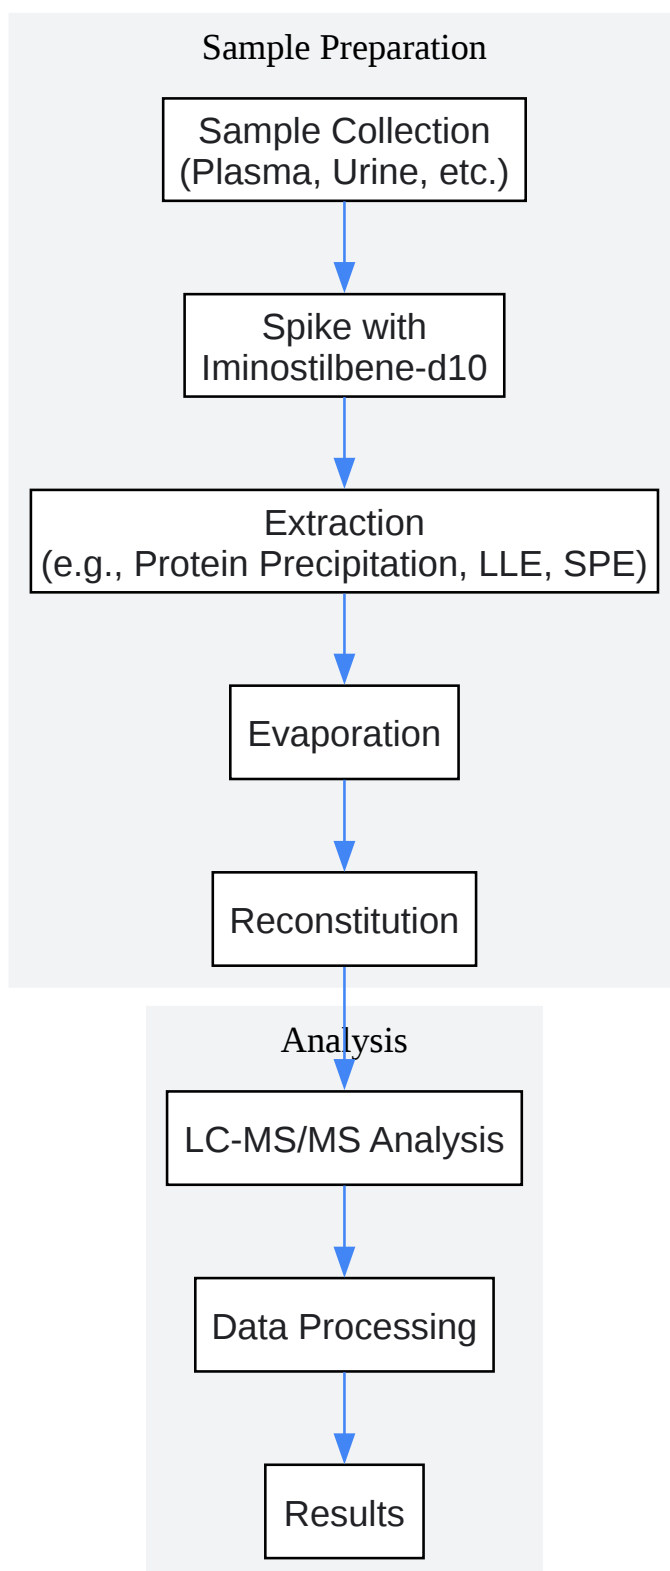 Sample Preparation
Sample Collection
(Plasma, Urine, etc.)
Spike with
Iminostilbene-d10
Extraction
(e.g., Protein Precipitation, LLE, SPE)
Evaporation
Reconstitution
Analysis
LC-MS/MS Analysis
Data Processing
Results